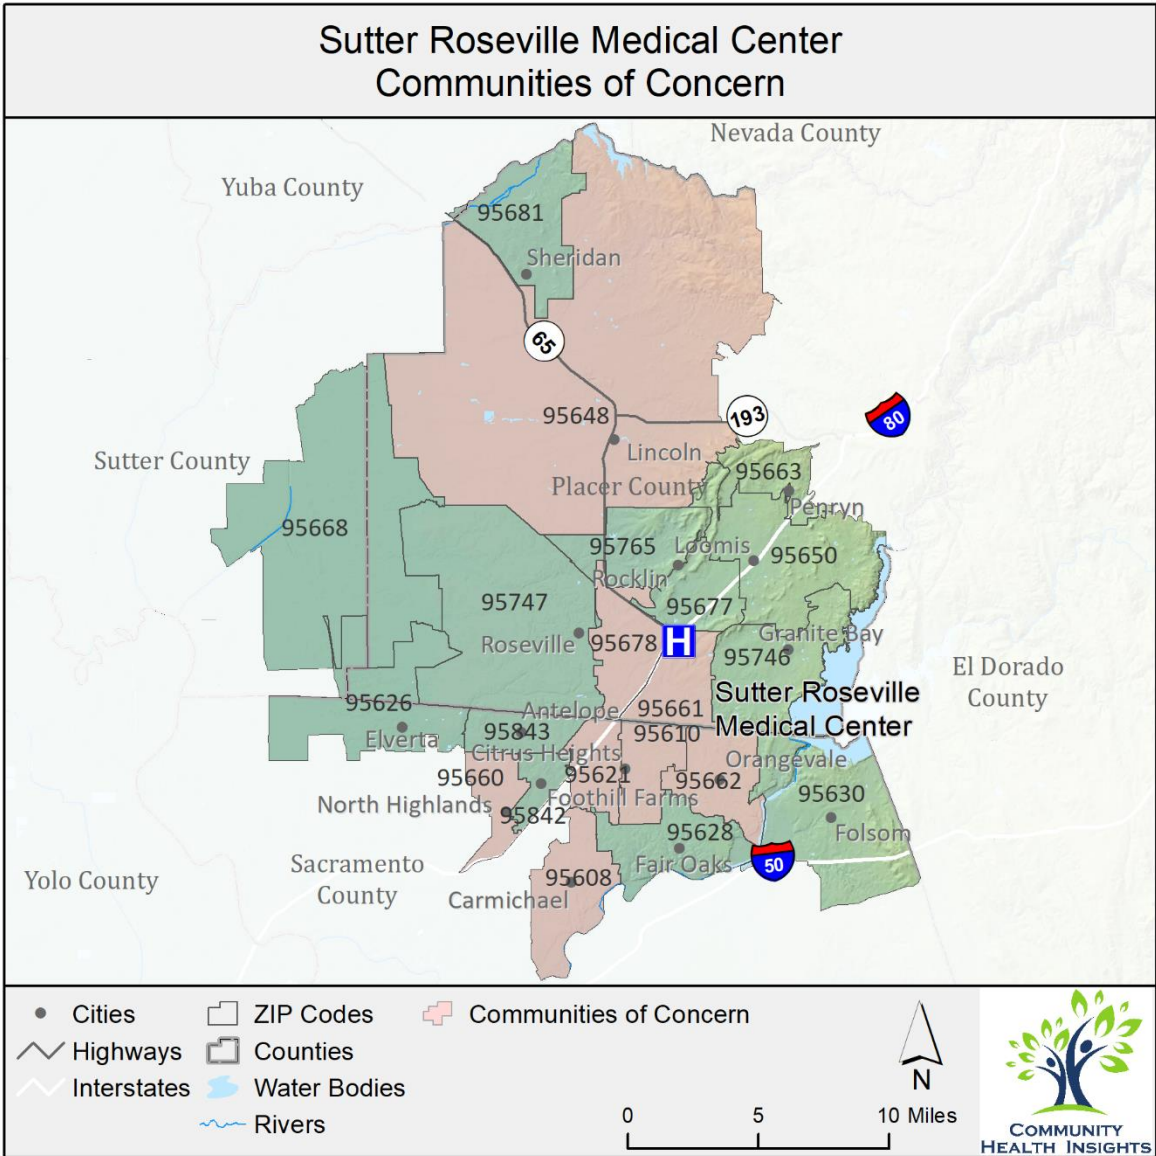 Sutter Roseville Medical Center
Communities of Concern
Nevada County
Yuba County
95681
Sheridan
65
95648
193
80
Lincoln
Sutter County
95663
Placer County
Penryn
95668
95765
Loomis
95650
Rocklin
95747
95677
Roseville
95678
H
Granite Bay
95746
El Dorado
County
Sutter Roseville
Medical Center
95626
Antelope
95661
Elverta
95843
95610
Citrus Heights
Orangevale
95660
95621
95662
95630
North Highlands
Foothill Farms
95842
95628
Folsom
Sacramento
County
Fair Oaks
50
Yolo County
95608
Carmichael
Cities
ZIP Codes
Communities of Concern
Highways
Counties
Interstates
Water Bodies
Rivers
N
0 5 10 Miles
COMMUNITY
HEALTH INSIGHTS